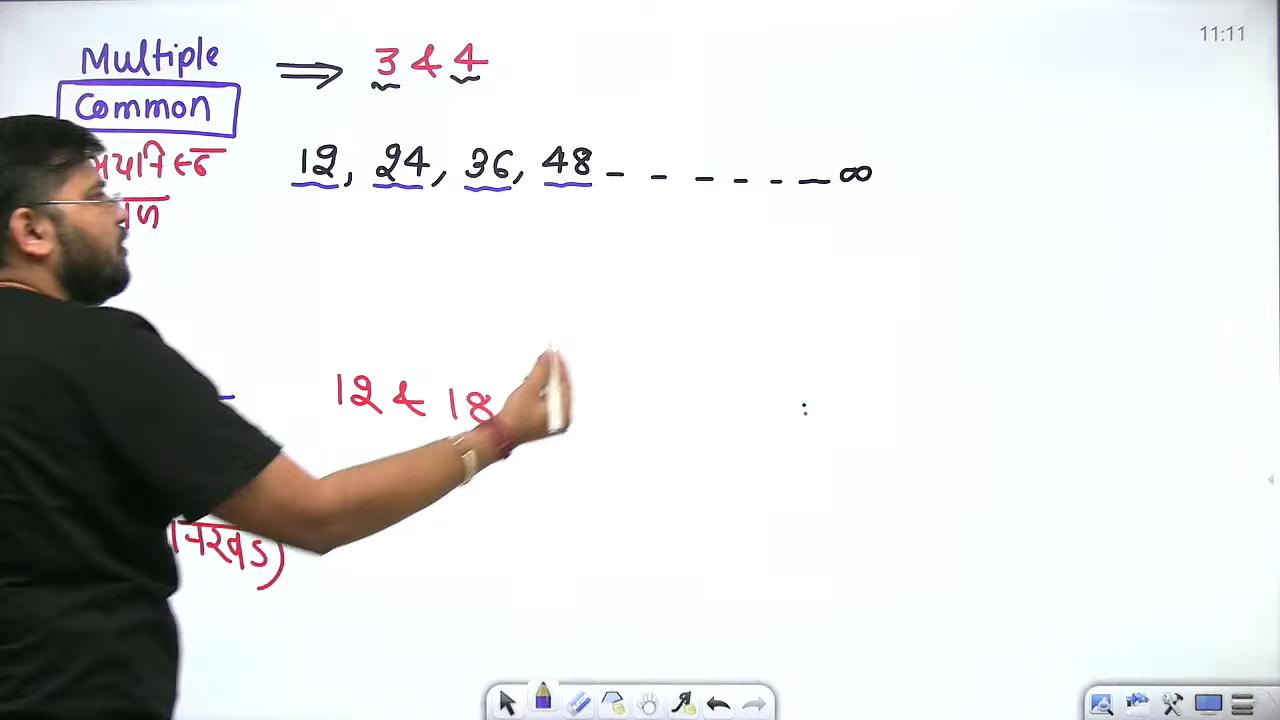 11:11
Multiple ⇒ 3 & 4
Common
12, 24, 36, 48 - - - - - - ∞
12 & 18